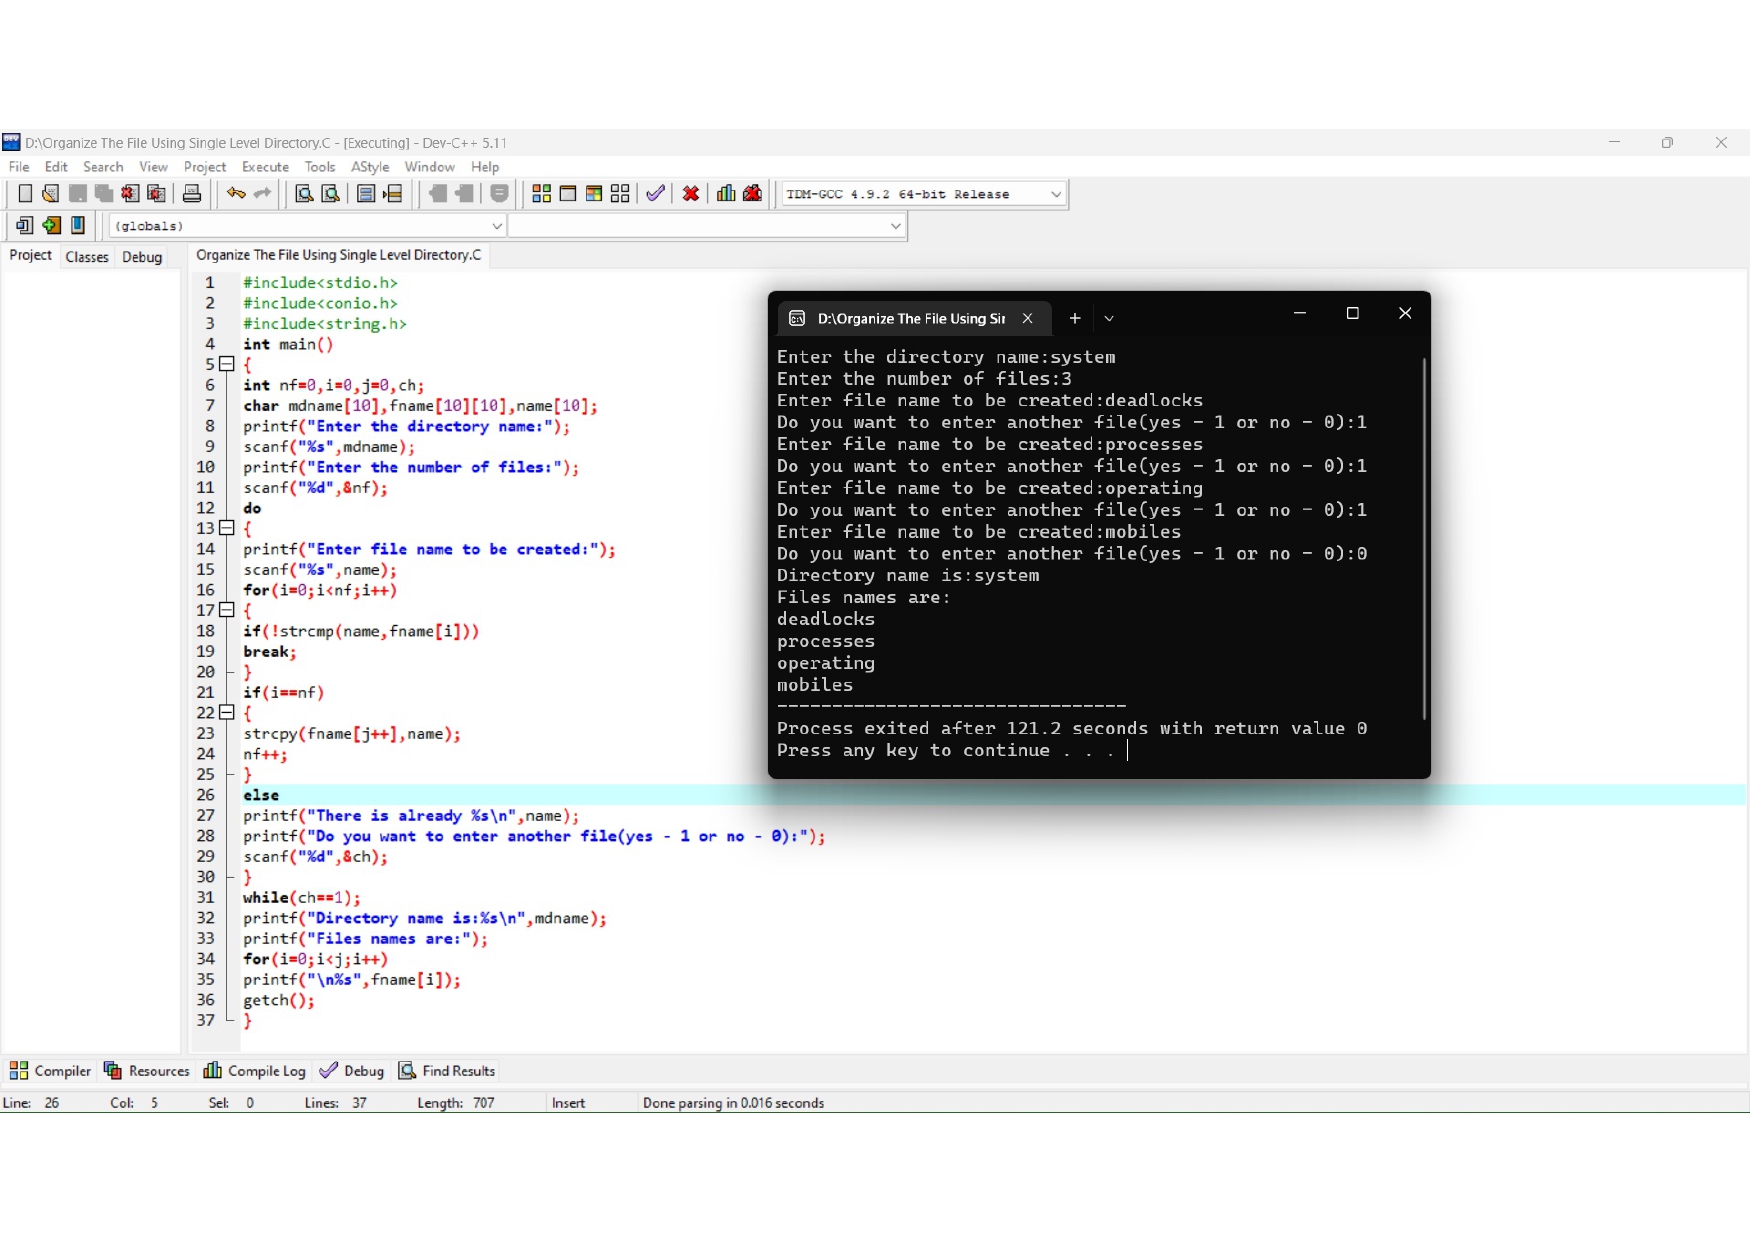 D:\Organize The File Using Single Level Directory.C - [Executing] - Dev-C++ 5.11
File Edit Search View Project Execute Tools AStyle Window Help
TDM-GCC 4.9.2 64-bit Release
(globals)
Project Classes Debug
Organize The File Using Single Level Directory.C
1 #include<stdio.h>
2 #include<conio.h>
3 #include<string.h>
4 int main()
5 {
6 int nf=0,i=0,j=0,ch;
7 char mdname[10],fname[10][10],name[10];
8 printf("Enter the directory name:");
9 scanf("%s",mdname);
10 printf("Enter the number of files:");
11 scanf("%d",&nf);
12 do
13 {
14 printf("Enter file name to be created:");
15 scanf("%s",name);
16 for(i=0;i<nf;i++)
17 {
18 if(!strcmp(name,fname[i]))
19 break;
20 }
21 if(i==nf)
22 {
23 strcpy(fname[j++],name);
24 nf++;
25 }
26 else
27 printf("There is already %s\n",name);
28 printf("Do you want to enter another file(yes - 1 or no - 0):");
29 scanf("%d",&ch);
30 }
31 while(ch==1);
32 printf("Directory name is:%s\n",mdname);
33 printf("Files names are:");
34 for(i=0;i<j;i++)
35 printf("\n%s",fname[i]);
36 getch();
37 }
D:\Organize The File Using Sir
Enter the directory name:system
Enter the number of files:3
Enter file name to be created:deadlocks
Do you want to enter another file(yes - 1 or no - 0):1
Enter file name to be created:processes
Do you want to enter another file(yes - 1 or no - 0):1
Enter file name to be created:operating
Do you want to enter another file(yes - 1 or no - 0):1
Enter file name to be created:mobiles
Do you want to enter another file(yes - 1 or no - 0):0
Directory name is:system
Files names are:
deadlocks
processes
operating
mobiles
--------------------------------
Process exited after 121.2 seconds with return value 0
Press any key to continue . . .
Compiler Resources Compile Log Debug Find Results
Line: 26 Col: 5 Sel: 0 Lines: 37 Length: 707 Insert Done parsing in 0.016 seconds